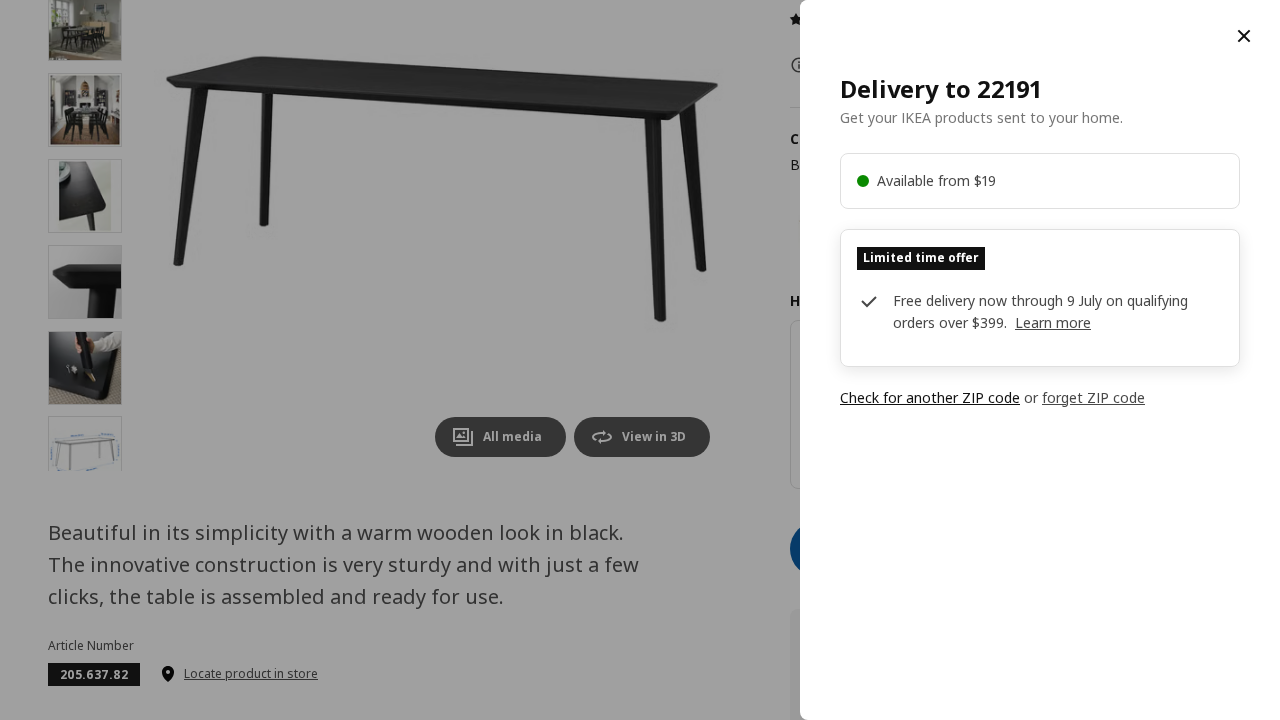 All media
View in 3D
Beautiful in its simplicity with a warm wooden look in black.
The innovative construction is very sturdy and with just a few
clicks, the table is assembled and ready for use.
Article Number
205.637.82
Locate product in store
C
B
H
Delivery to 22191
Get your IKEA products sent to your home.
Available from $19
Limited time offer
Free delivery now through 9 July on qualifying
orders over $399. Learn more
Check for another ZIP code or forget ZIP code